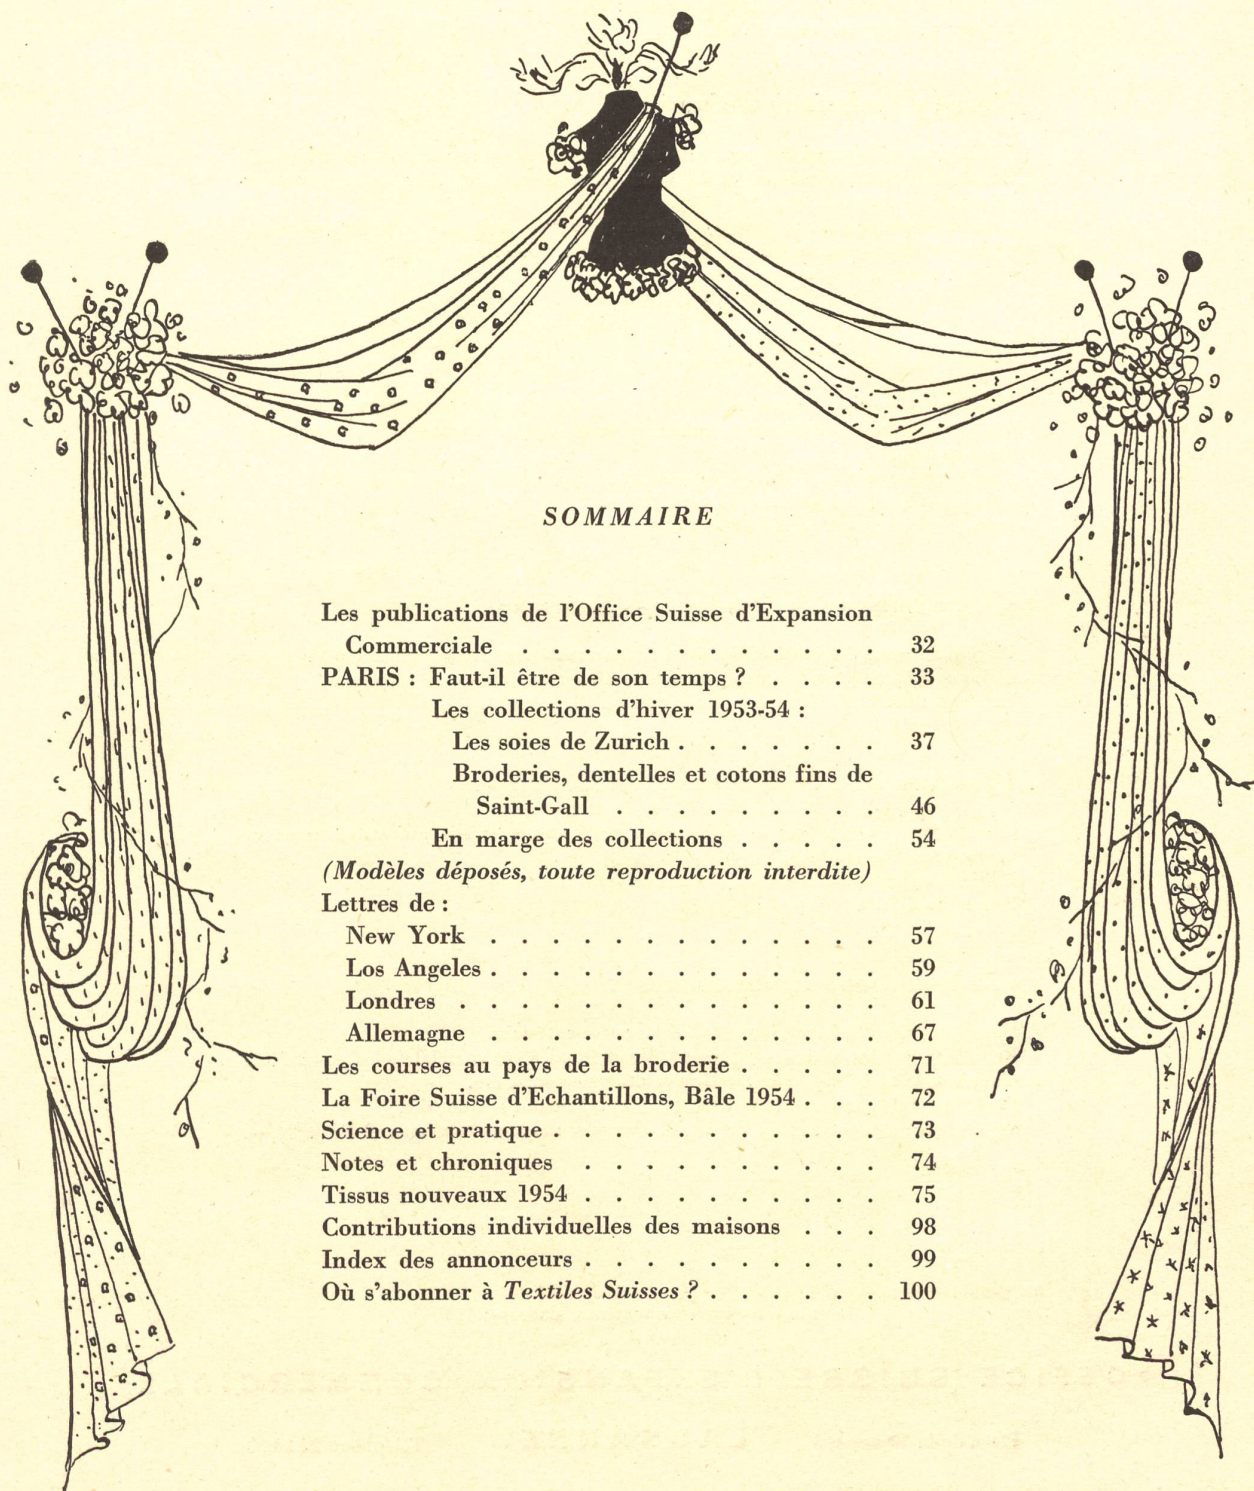 SOMMAIRE
Les publications de l'Office Suisse d'Expansion
Commerciale . . . . . . . . . . . . 32
PARIS : Faut-il être de son temps ? . . . . 33
Les collections d'hiver 1953-54 :
Les soies de Zurich . . . . . . . 37
Broderies, dentelles et cotons fins de
Saint-Gall . . . . . . . . . 46
En marge des collections . . . . . 54
(Modèles déposés, toute reproduction interdite)
Lettres de :
New York . . . . . . . . . . . . . 57
Los Angeles . . . . . . . . . . . . . 59
Londres . . . . . . . . . . . . . . 61
Allemagne . . . . . . . . . . . . . 67
Les courses au pays de la broderie . . . . . 71
La Foire Suisse d'Echantillons, Bâle 1954 . . . 72
Science et pratique . . . . . . . . . . . 73
Notes et chroniques . . . . . . . . . . 74
Tissus nouveaux 1954 . . . . . . . . . . 75
Contributions individuelles des maisons . . . 98
Index des annonceurs . . . . . . . . . . 99
Où s'abonner à Textiles Suisses ? . . . . . . 100